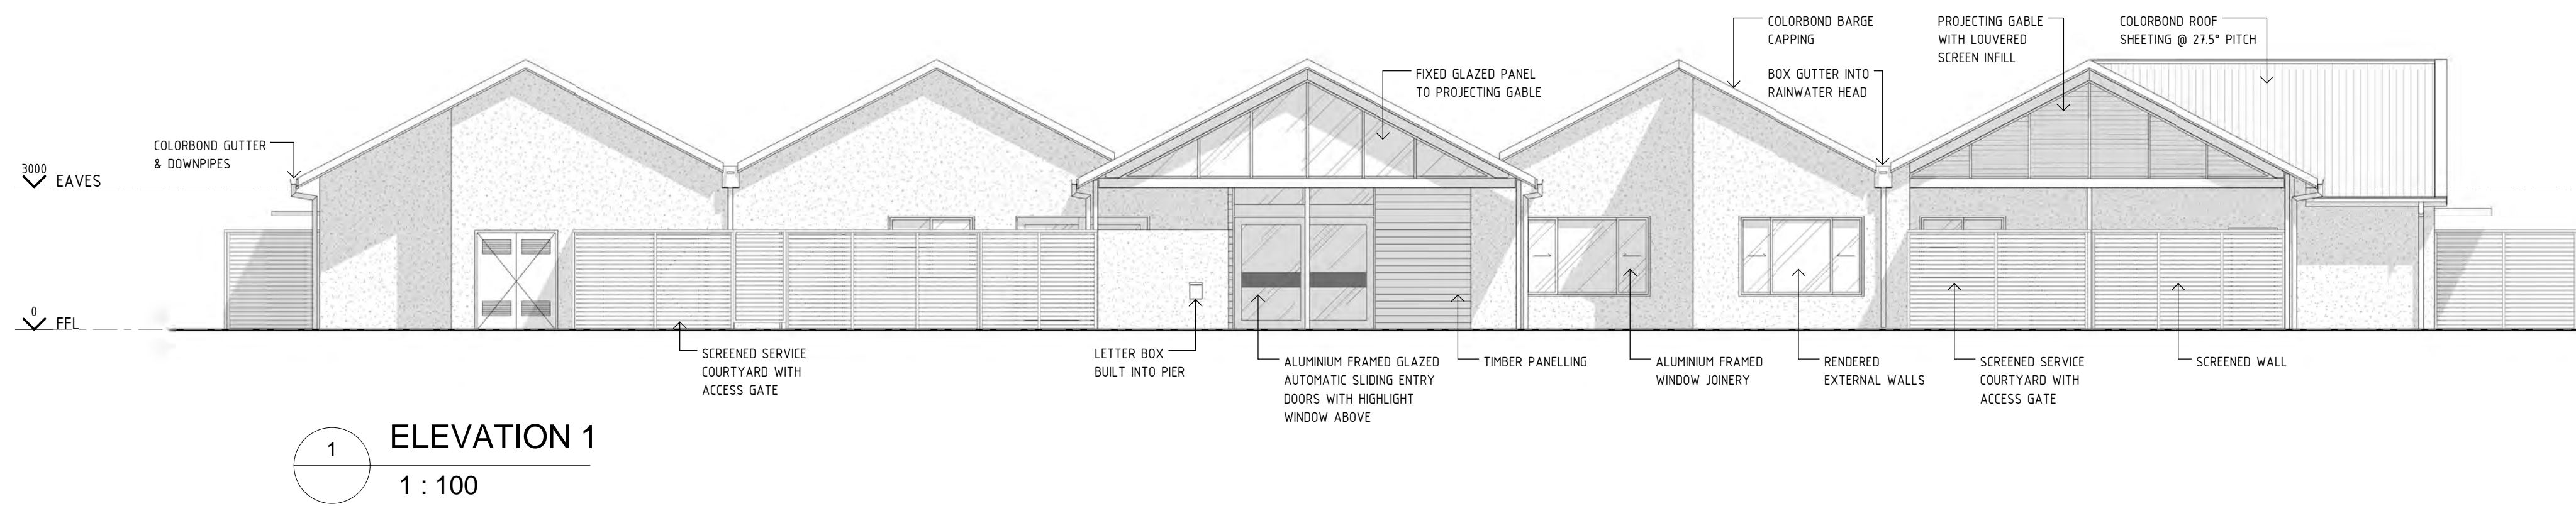 COLORBOND BARGE
CAPPING
PROJECTING GABLE
WITH LOUVERED
SCREEN INFILL
COLORBOND ROOF
SHEETING @ 27.5° PITCH
FIXED GLAZED PANEL
TO PROJECTING GABLE
BOX GUTTER INTO
RAINWATER HEAD
COLORBOND GUTTER
& DOWNPIPES
3000
EAVES
0
FFL
SCREENED SERVICE
COURTYARD WITH
ACCESS GATE
LETTER BOX
BUILT INTO PIER
ALUMINIUM FRAMED GLAZED
AUTOMATIC SLIDING ENTRY
DOORS WITH HIGHLIGHT
WINDOW ABOVE
TIMBER PANELLING
ALUMINIUM FRAMED
WINDOW JOINERY
RENDERED
EXTERNAL WALLS
SCREENED SERVICE
COURTYARD WITH
ACCESS GATE
SCREENED WALL
1
ELEVATION 1
1 : 100